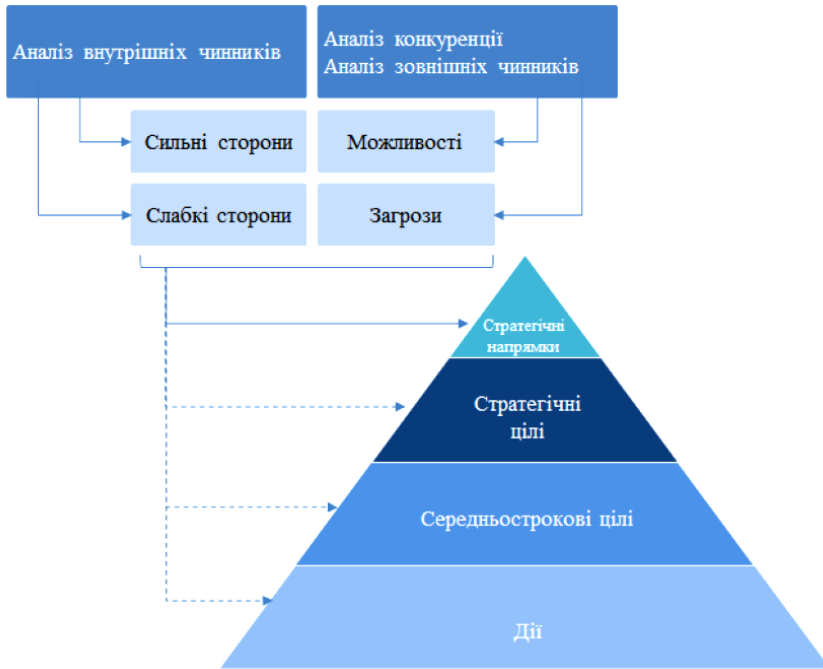 Аналіз внутрішніх чинників
Аналіз конкуренції
Аналіз зовнішніх чинників
Сильні сторони
Можливості
Слабкі сторони
Загрози
Стратегічні
напрямки
Стратегічні
цілі
Середньострокові цілі
Дії